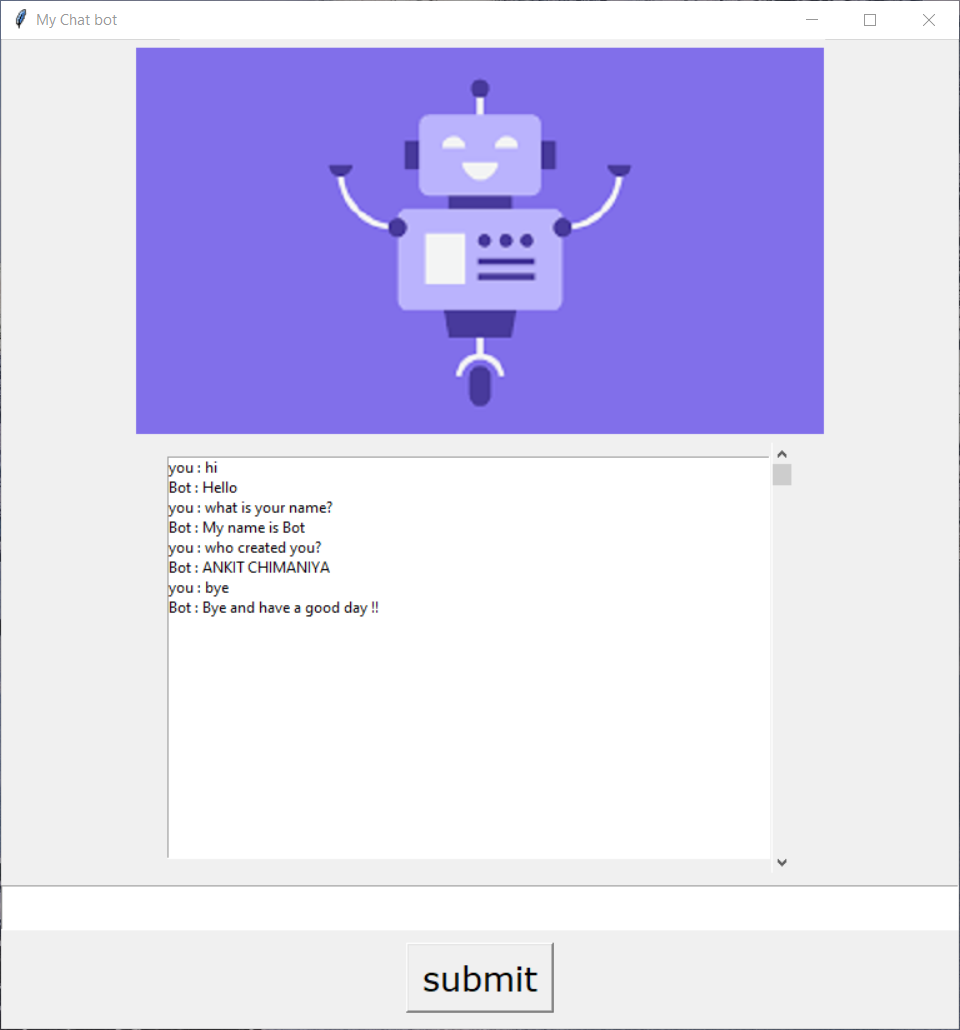 My Chat bot
you : hi
Bot : Hello
you : what is your name?
Bot : My name is Bot
you : who created you?
Bot : ANKIT CHIMANIYA
you : bye
Bot : Bye and have a good day !!
submit